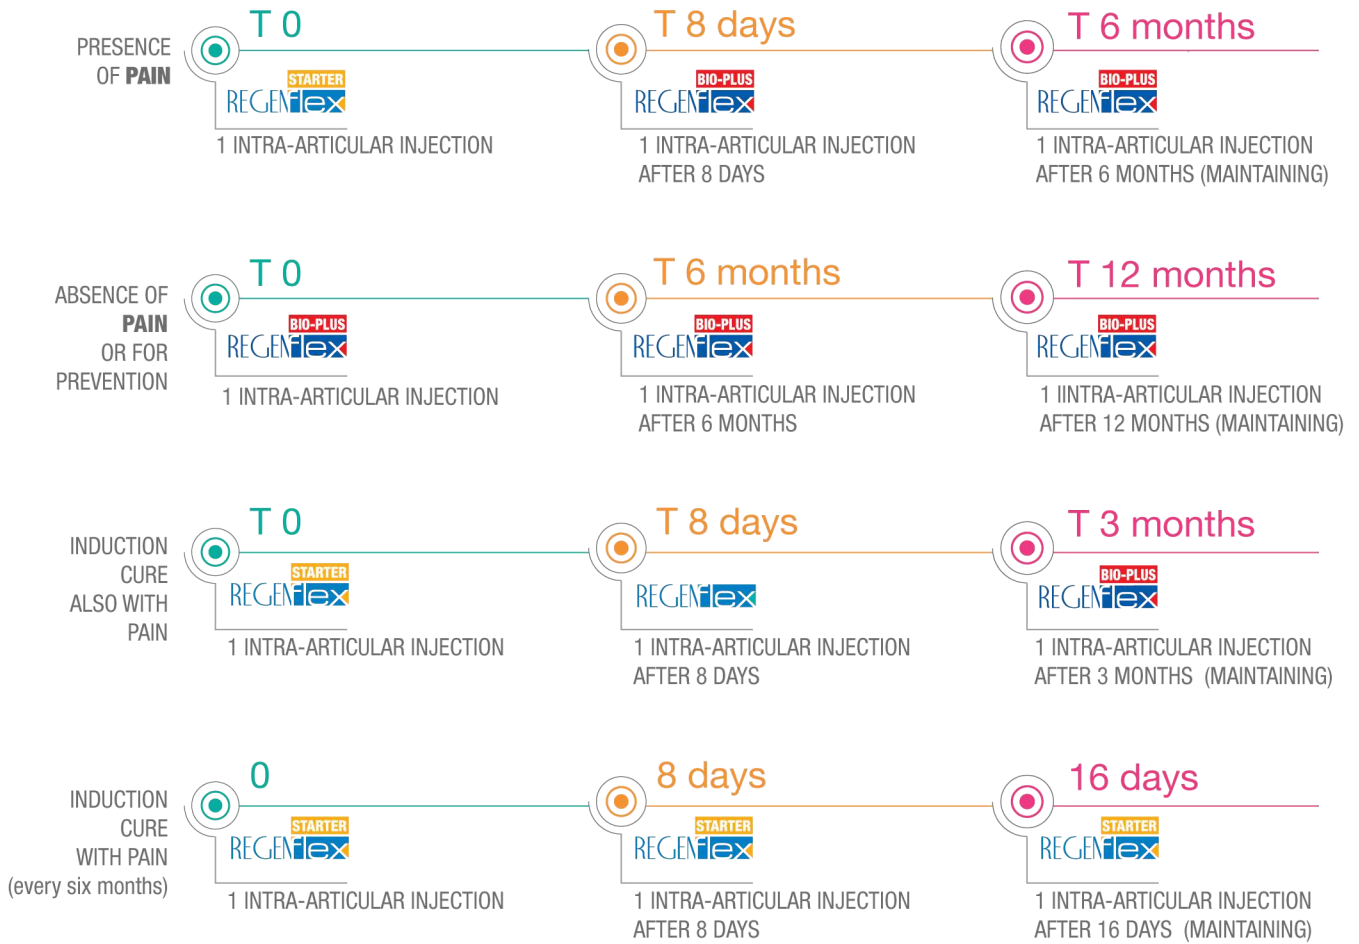 PRESENCE
OF PAIN
T 0
STARTER
REGENflex
1 INTRA-ARTICULAR INJECTION
T 8 days
BIO-PLUS
REGENflex
1 INTRA-ARTICULAR INJECTION
AFTER 8 DAYS
T 6 months
BIO-PLUS
REGENflex
1 INTRA-ARTICULAR INJECTION
AFTER 6 MONTHS (MAINTAINING)
ABSENCE OF
PAIN
OR FOR
PREVENTION
T 0
BIO-PLUS
REGENflex
1 INTRA-ARTICULAR INJECTION
T 6 months
BIO-PLUS
REGENflex
1 INTRA-ARTICULAR INJECTION
AFTER 6 MONTHS
T 12 months
BIO-PLUS
REGENflex
1 IINTRA-ARTICULAR INJECTION
AFTER 12 MONTHS (MAINTAINING)
INDUCTION
CURE
ALSO WITH
PAIN
T 0
STARTER
REGENflex
1 INTRA-ARTICULAR INJECTION
T 8 days
REGENflex
1 INTRA-ARTICULAR INJECTION
AFTER 8 DAYS
T 3 months
BIO-PLUS
REGENflex
1 INTRA-ARTICULAR INJECTION
AFTER 3 MONTHS (MAINTAINING)
INDUCTION
CURE
WITH PAIN
(every six months)
0
STARTER
REGENflex
1 INTRA-ARTICULAR INJECTION
8 days
STARTER
REGENflex
1 INTRA-ARTICULAR INJECTION
AFTER 8 DAYS
16 days
STARTER
REGENflex
1 INTRA-ARTICULAR INJECTION
AFTER 16 DAYS (MAINTAINING)